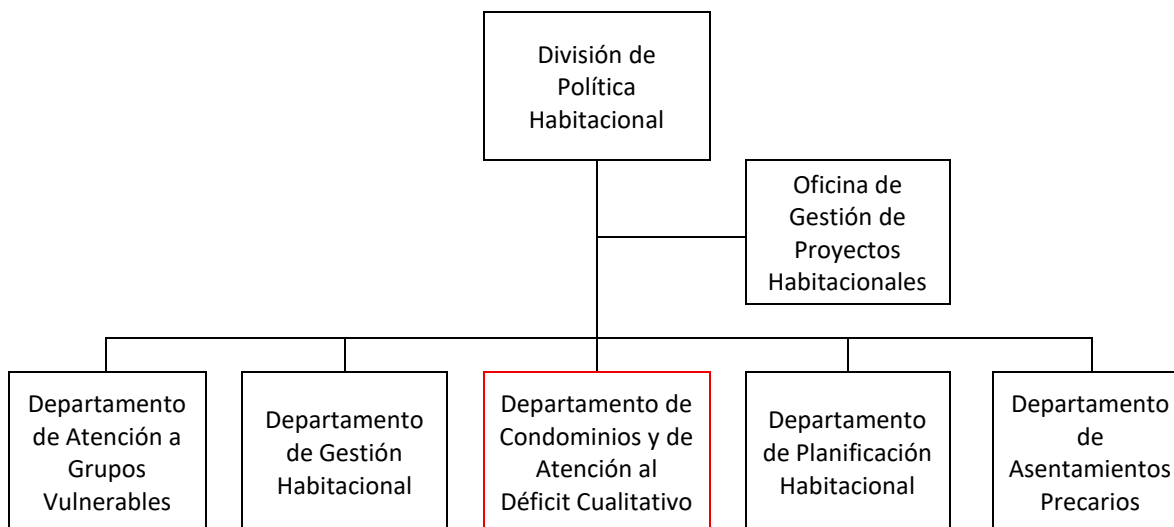 División de
Política
Habitacional
Oficina de
Gestión de
Proyectos
Habitacionales
Departamento
de Atención a
Grupos
Vulnerables
Departamento
de Gestión
Habitacional
Departamento de
Condominios y de
Atención al
Déficit Cualitativo
Departamento
de Planificación
Habitacional
Departamento
de
Asentamientos
Precarios